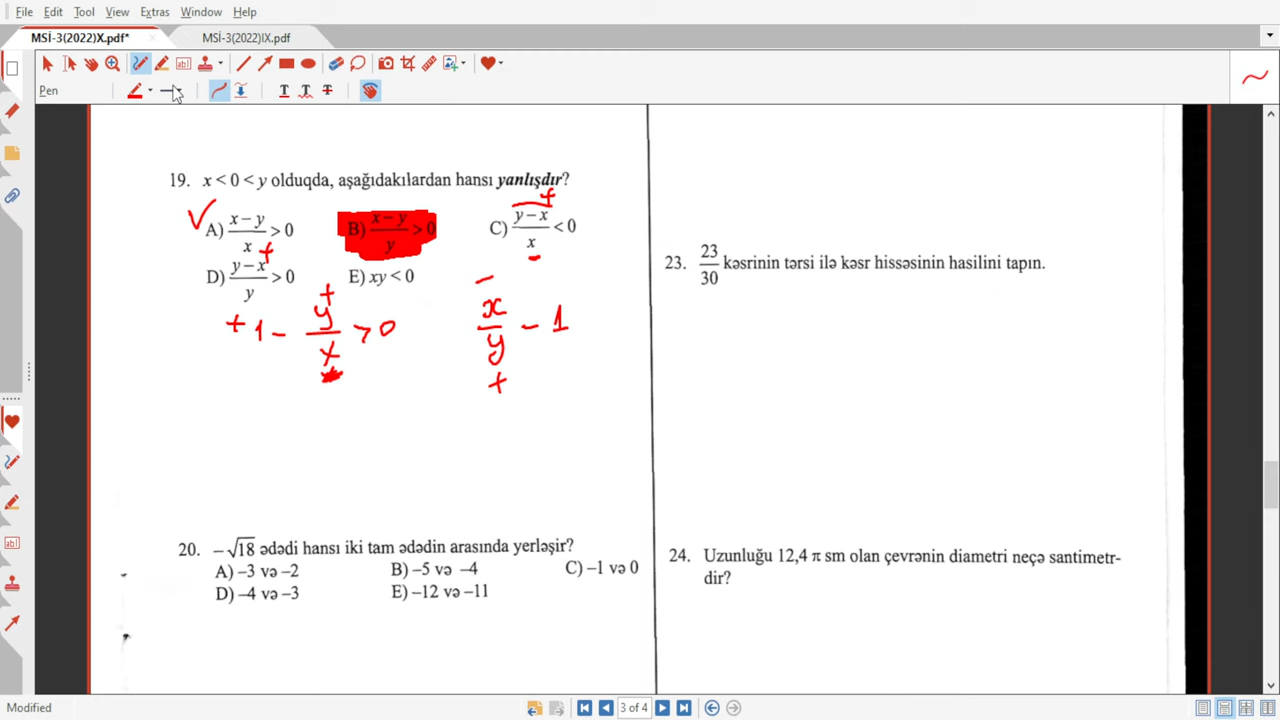 File Edit Tool View Extras Window Help
MSİ-3(2022)X.pdf* MSİ-3(2022)IX.pdf
Pen
19. x < 0 < y olduqda, aşağıdakılardan hansı yanlışdır?
A) (x − y)/x > 0 B) (x − y)/y > 0 C) (y − x)/x < 0
D) (y − x)/y > 0 E) xy < 0
+ 1 − y/x > 0
x/y − 1
20. −√18 ədədi hansı iki tam ədədin arasında yerləşir?
A) −3 və −2 B) −5 və −4 C) −1 və 0
D) −4 və −3 E) −12 və −11
23. 23/30 kəsrinin tərsi ilə kəsr hissəsinin hasilini tapın.
24. Uzunluğu 12,4 π sm olan çevrənin diametri neçə santimetr-
dir?
Modified
3 of 4